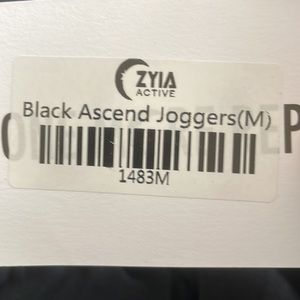 ZYIA
ACTIVE
Black Ascend Joggers(M)
1483M